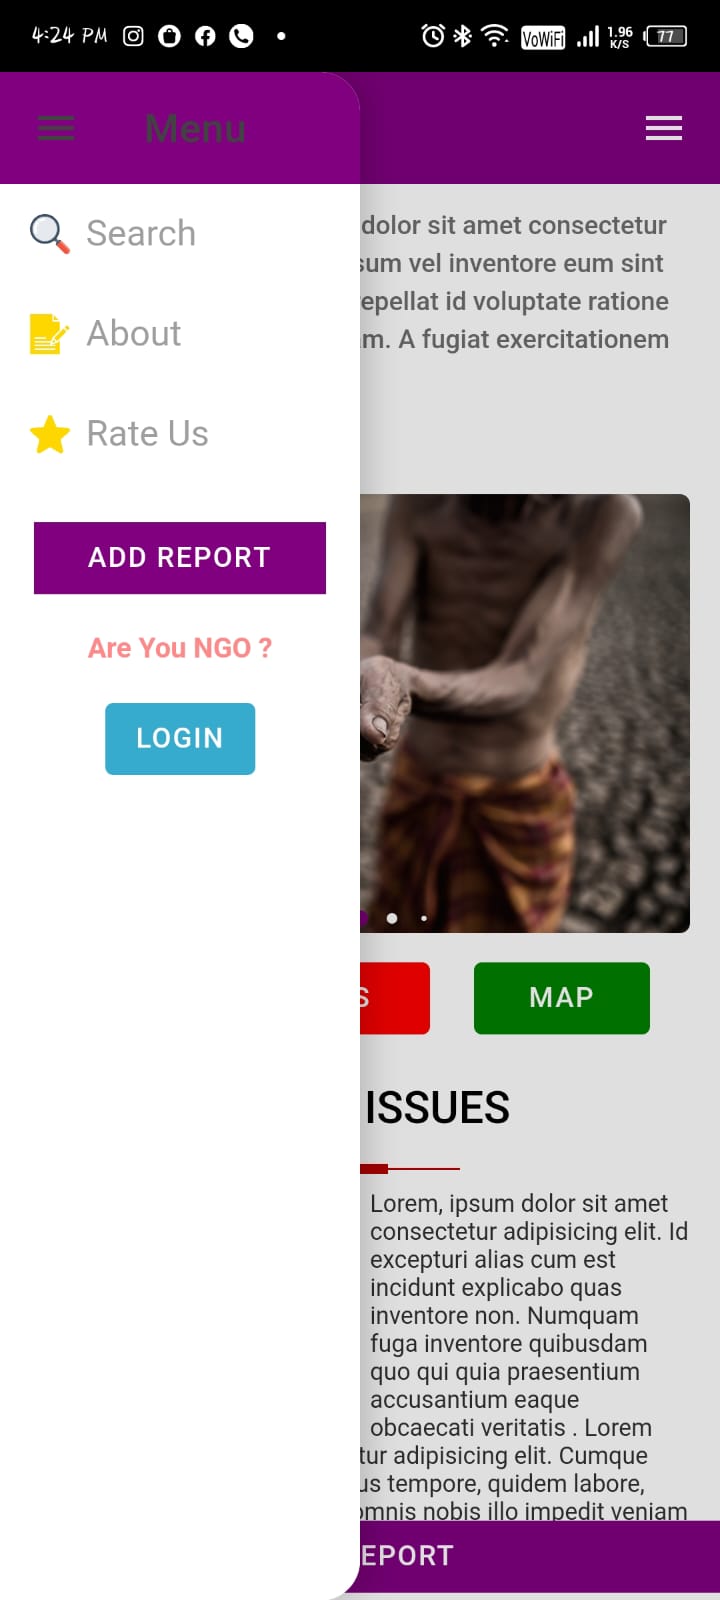 4:24 PM VoWiFi 1.96 K/S 77
Menu
Search
About
Rate Us
ADD REPORT
Are You NGO ?
LOGIN
dolor sit amet consectetur
vel inventore eum sint
id voluptate ratione
A fugiat exercitationem
MAP
ISSUES
Lorem, ipsum dolor sit amet
consectetur adipisicing elit. Id
excepturi alias cum est
incidunt explicabo quas
inventore non. Numquam
fuga inventore quibusdam
quo qui quia praesentium
accusantium eaque
obcaecati veritatis . Lorem
adipisicing elit. Cumque
tempore, quidem labore,
omnis nobis illo impedit veniam
EPORT